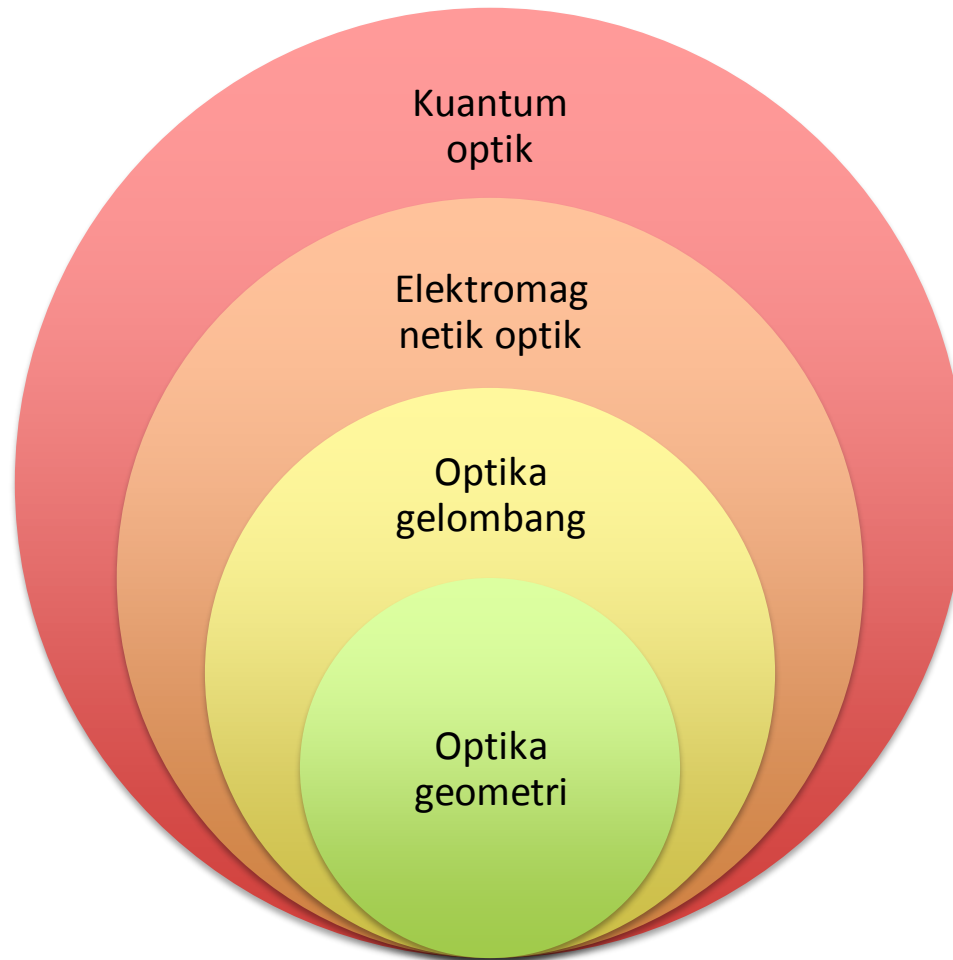 Kuantum
optik
Elektromag
netik optik
Optika
gelombang
Optika
geometri